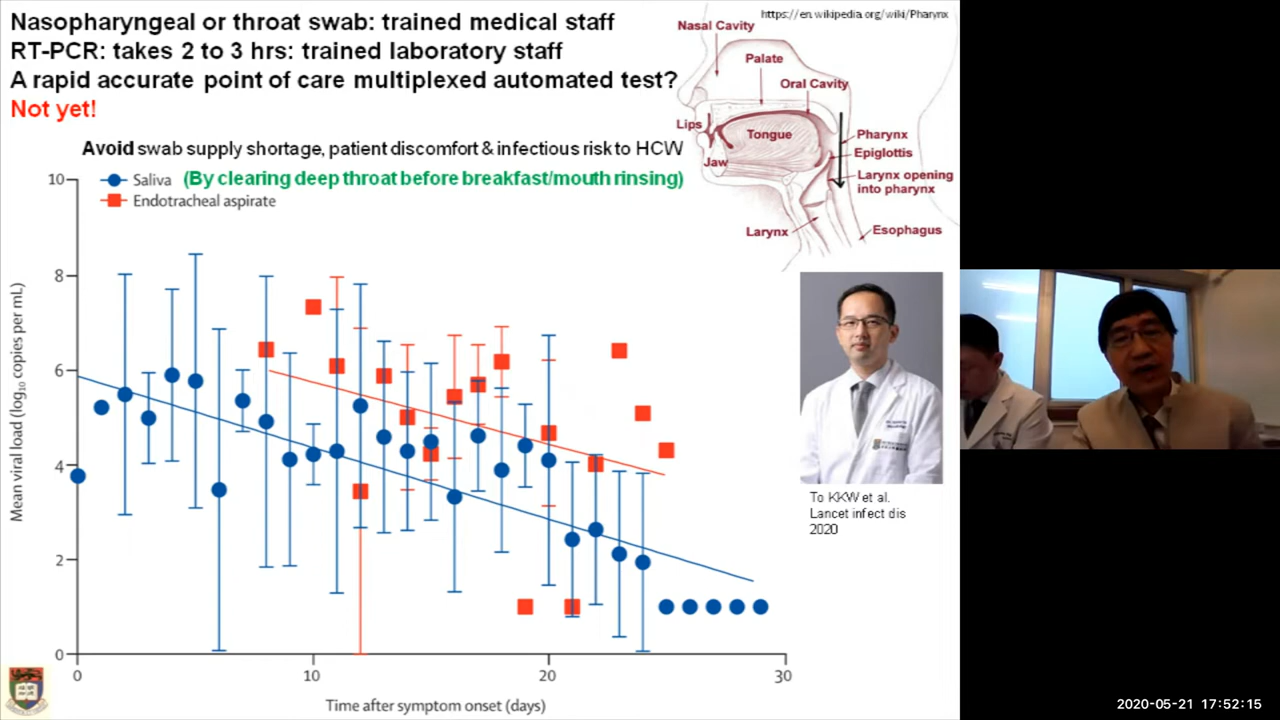 Nasopharyngeal or throat swab: trained medical staff
RT-PCR: takes 2 to 3 hrs: trained laboratory staff
A rapid accurate point of care multiplexed automated test?
Not yet!
https://en.wikipedia.org/wiki/Pharynx
Nasal Cavity
Palate
Oral Cavity
Lips
Tongue
Jaw
Pharynx
Epiglottis
Larynx opening
into pharynx
Larynx
Esophagus
Avoid swab supply shortage, patient discomfort & infectious risk to HCW
Saliva (By clearing deep throat before breakfast/mouth rinsing)
Endotracheal aspirate
Mean viral load (log10 copies per mL)
10
8
6
4
2
0
0
10
20
30
Time after symptom onset (days)
To KKW et al.
Lancet infect dis
2020
2020-05-21 17:52:15